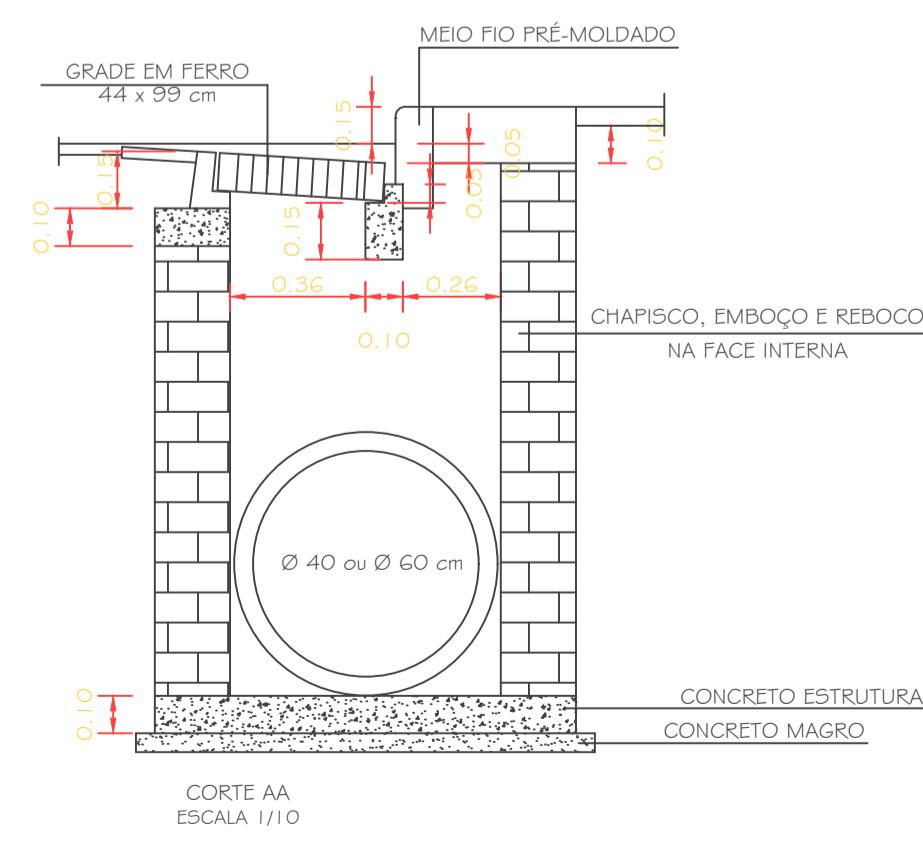 MEIO FIO PRÉ-MOLDADO
GRADE EM FERRO
44 x 99 cm
0.15
0.05
0.10
0.15
0.05
0.10
0.15
0.36
0.26
0.10
CHAPISCO, EMBOÇO E REBOCO
NA FACE INTERNA
Ø 40 ou Ø 60 cm
0.10
CONCRETO ESTRUTURA
CONCRETO MAGRO
CORTE AA
ESCALA 1/10